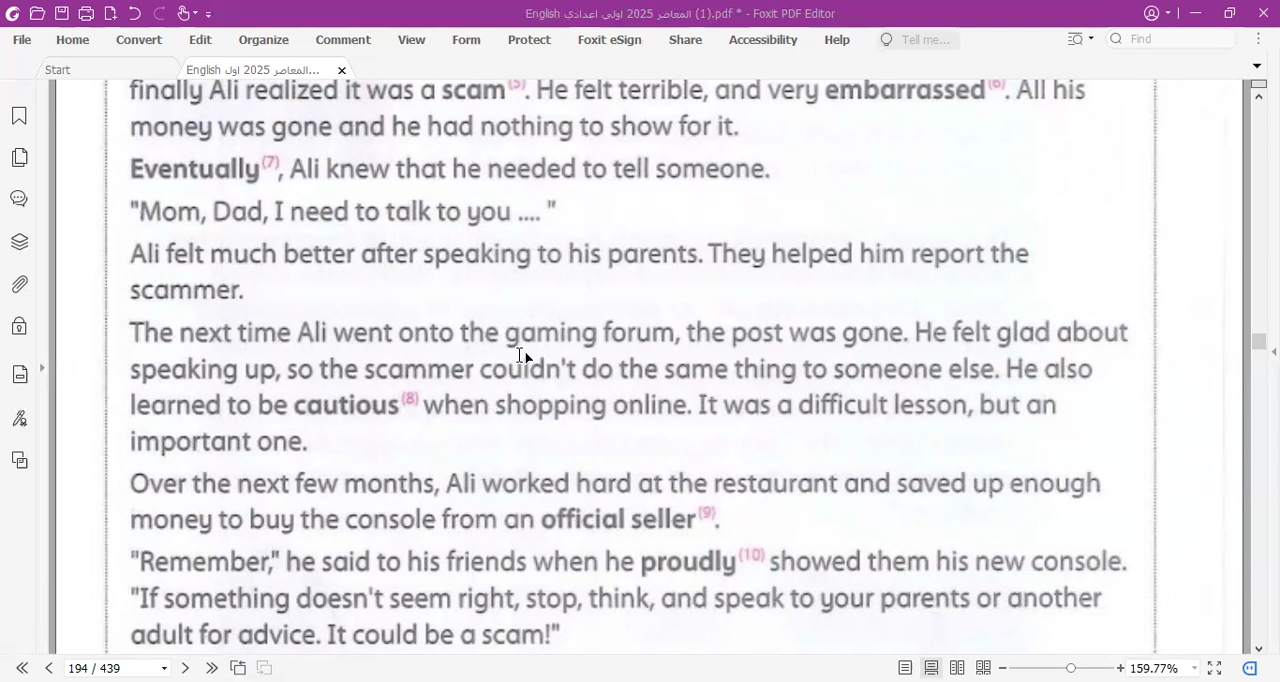 English المعاصر 2025 اولي اعدادي (1).pdf * - Foxit PDF Editor
File Home Convert Edit Organize Comment View Form Protect Foxit eSign Share Accessibility Help Tell me... Find
Start English المعاصر 2025 اول...
finally Ali realized it was a scam(5). He felt terrible, and very embarrassed(6). All his
money was gone and he had nothing to show for it.
Eventually(7), Ali knew that he needed to tell someone.
"Mom, Dad, I need to talk to you .... "
Ali felt much better after speaking to his parents. They helped him report the
scammer.
The next time Ali went onto the gaming forum, the post was gone. He felt glad about
speaking up, so the scammer couldn't do the same thing to someone else. He also
learned to be cautious(8) when shopping online. It was a difficult lesson, but an
important one.
Over the next few months, Ali worked hard at the restaurant and saved up enough
money to buy the console from an official seller(9).
"Remember," he said to his friends when he proudly(10) showed them his new console.
"If something doesn't seem right, stop, think, and speak to your parents or another
adult for advice. It could be a scam!"
194 / 439 159.77%